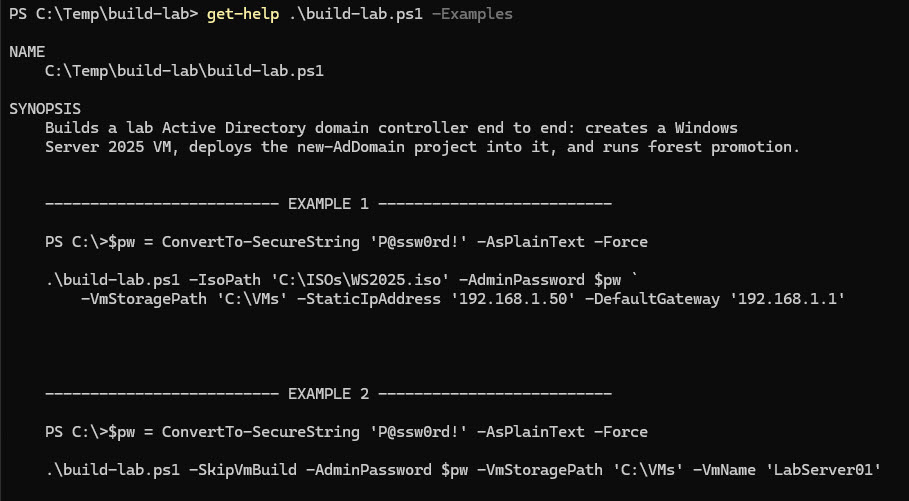 PS C:\Temp\build-lab> get-help .\build-lab.ps1 -Examples
NAME
C:\Temp\build-lab\build-lab.ps1
SYNOPSIS
Builds a lab Active Directory domain controller end to end: creates a Windows
Server 2025 VM, deploys the new-AdDomain project into it, and runs forest promotion.
-------------------------- EXAMPLE 1 --------------------------
PS C:\>$pw = ConvertTo-SecureString 'P@ssw0rd!' -AsPlainText -Force
.\build-lab.ps1 -IsoPath 'C:\ISOs\WS2025.iso' -AdminPassword $pw `
-VmStoragePath 'C:\VMs' -StaticIpAddress '192.168.1.50' -DefaultGateway '192.168.1.1'
-------------------------- EXAMPLE 2 --------------------------
PS C:\>$pw = ConvertTo-SecureString 'P@ssw0rd!' -AsPlainText -Force
.\build-lab.ps1 -SkipVmBuild -AdminPassword $pw -VmStoragePath 'C:\VMs' -VmName 'LabServer01'